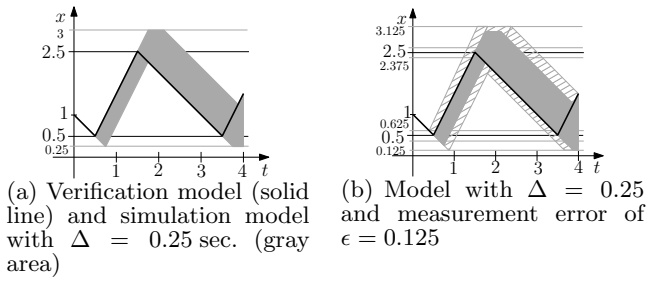 x
3
2.5
1
0.5
0.25
1 2 3 4 t
x
3.125
2.5
2.375
1
0.625
0.5
0.125
1 2 3 4 t
(a) Verification model (solid
line) and simulation model
with Δ = 0.25 sec. (gray
area)
(b) Model with Δ = 0.25
and measurement error of
ϵ = 0.125